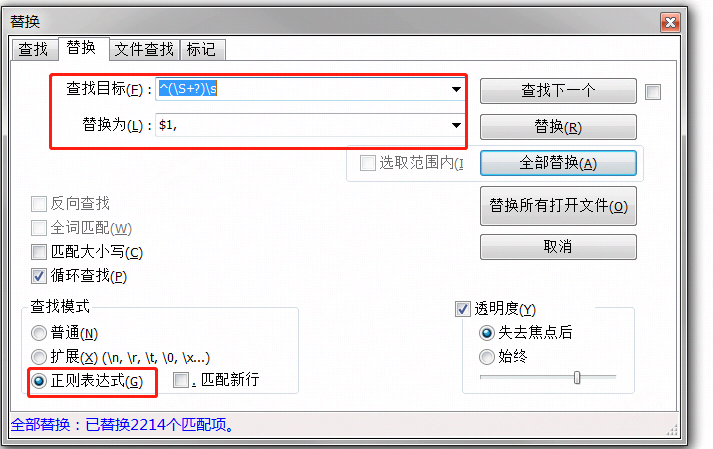 替换
查找 替换 文件查找 标记
查找目标(F)： ^(\S+?)\s 查找下一个
替换为(L)： $1, 替换(R)
选取范围内(I 全部替换(A)
替换所有打开文件(O)
取消
反向查找
全词匹配(W)
匹配大小写(C)
循环查找(P)
查找模式
普通(N)
扩展(X) (\n, \r, \t, \0, \x...)
正则表达式(G) . 匹配新行
透明度(Y)
失去焦点后
始终
全部替换：已替换2214个匹配项。